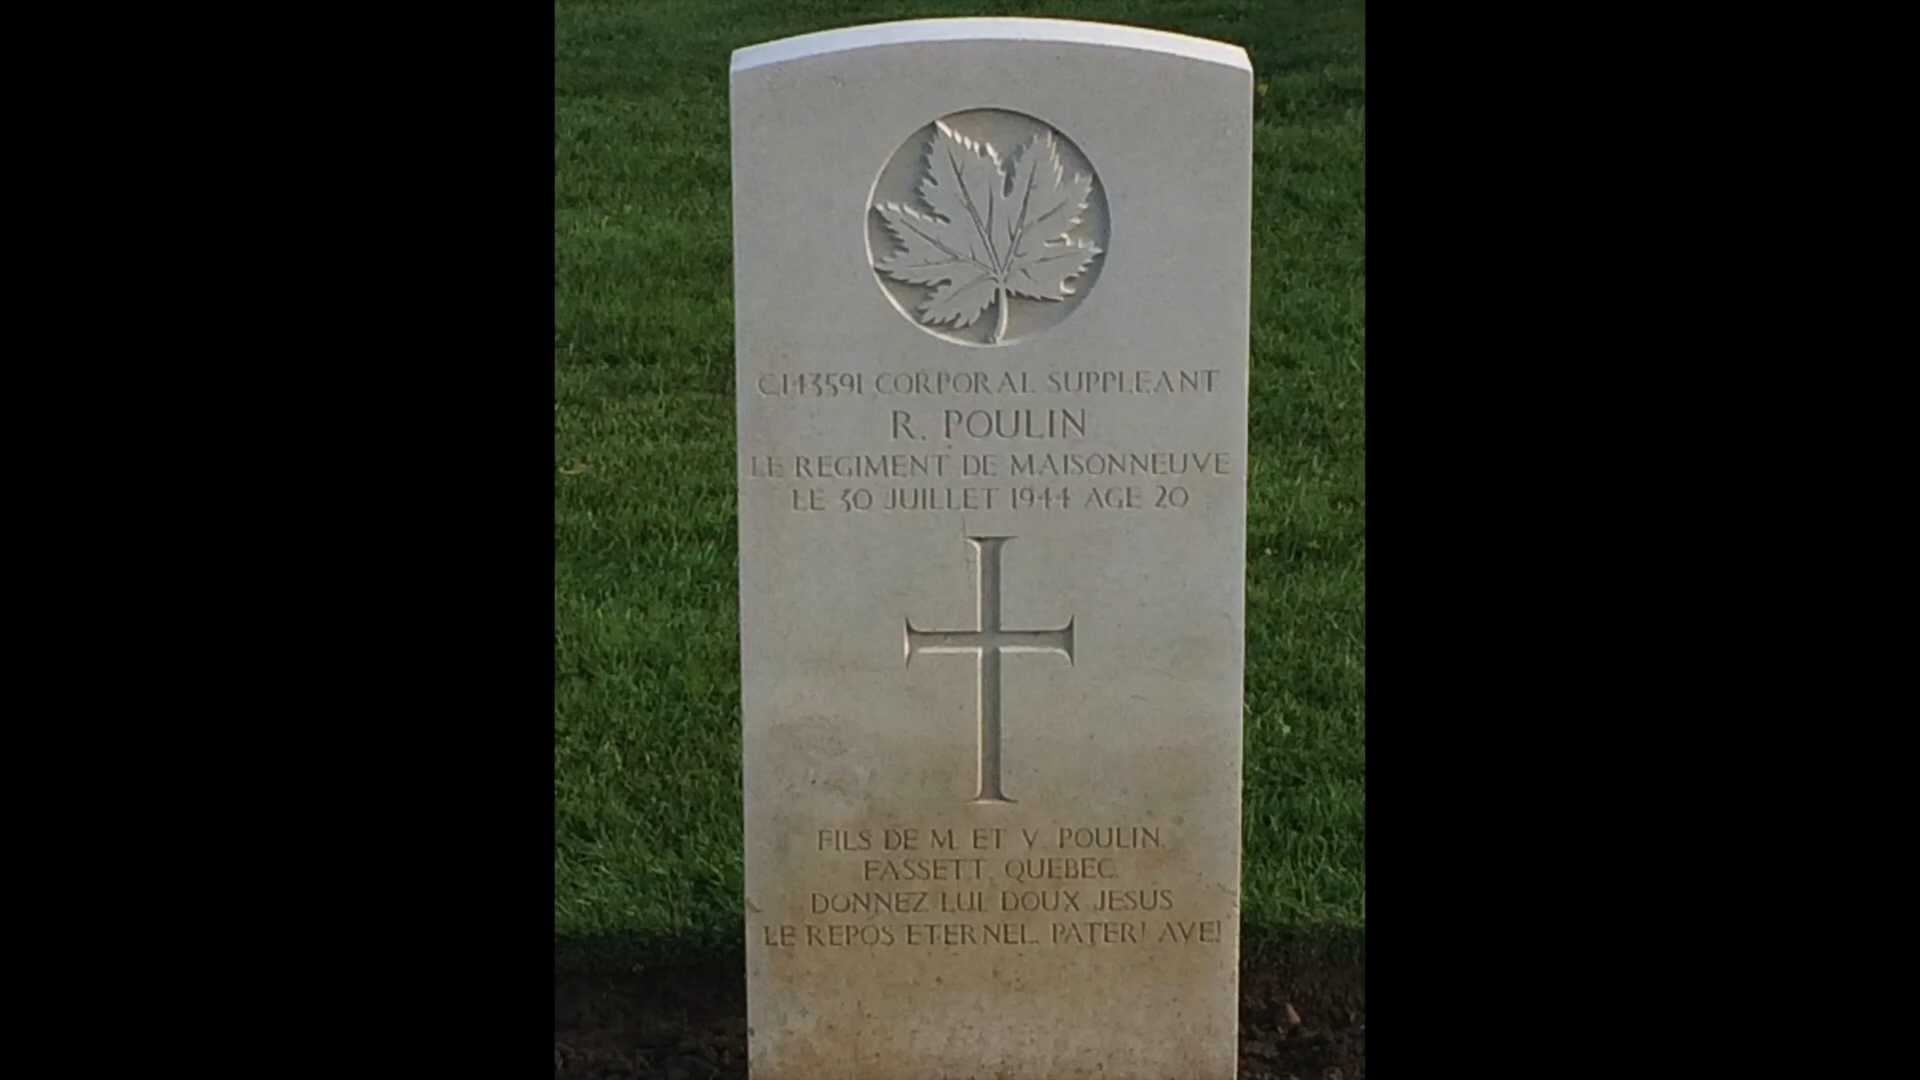 C.143591 CORPORAL SUPPLEANT
R. POULIN
LE REGIMENT DE MAISONNEUVE
LE 30 JUILLET 1944 AGE 20
FILS DE M. ET V. POULIN,
FASSETT, QUEBEC.
DONNEZ LUI, DOUX JESUS
LE REPOS ETERNEL. PATER! AVE!